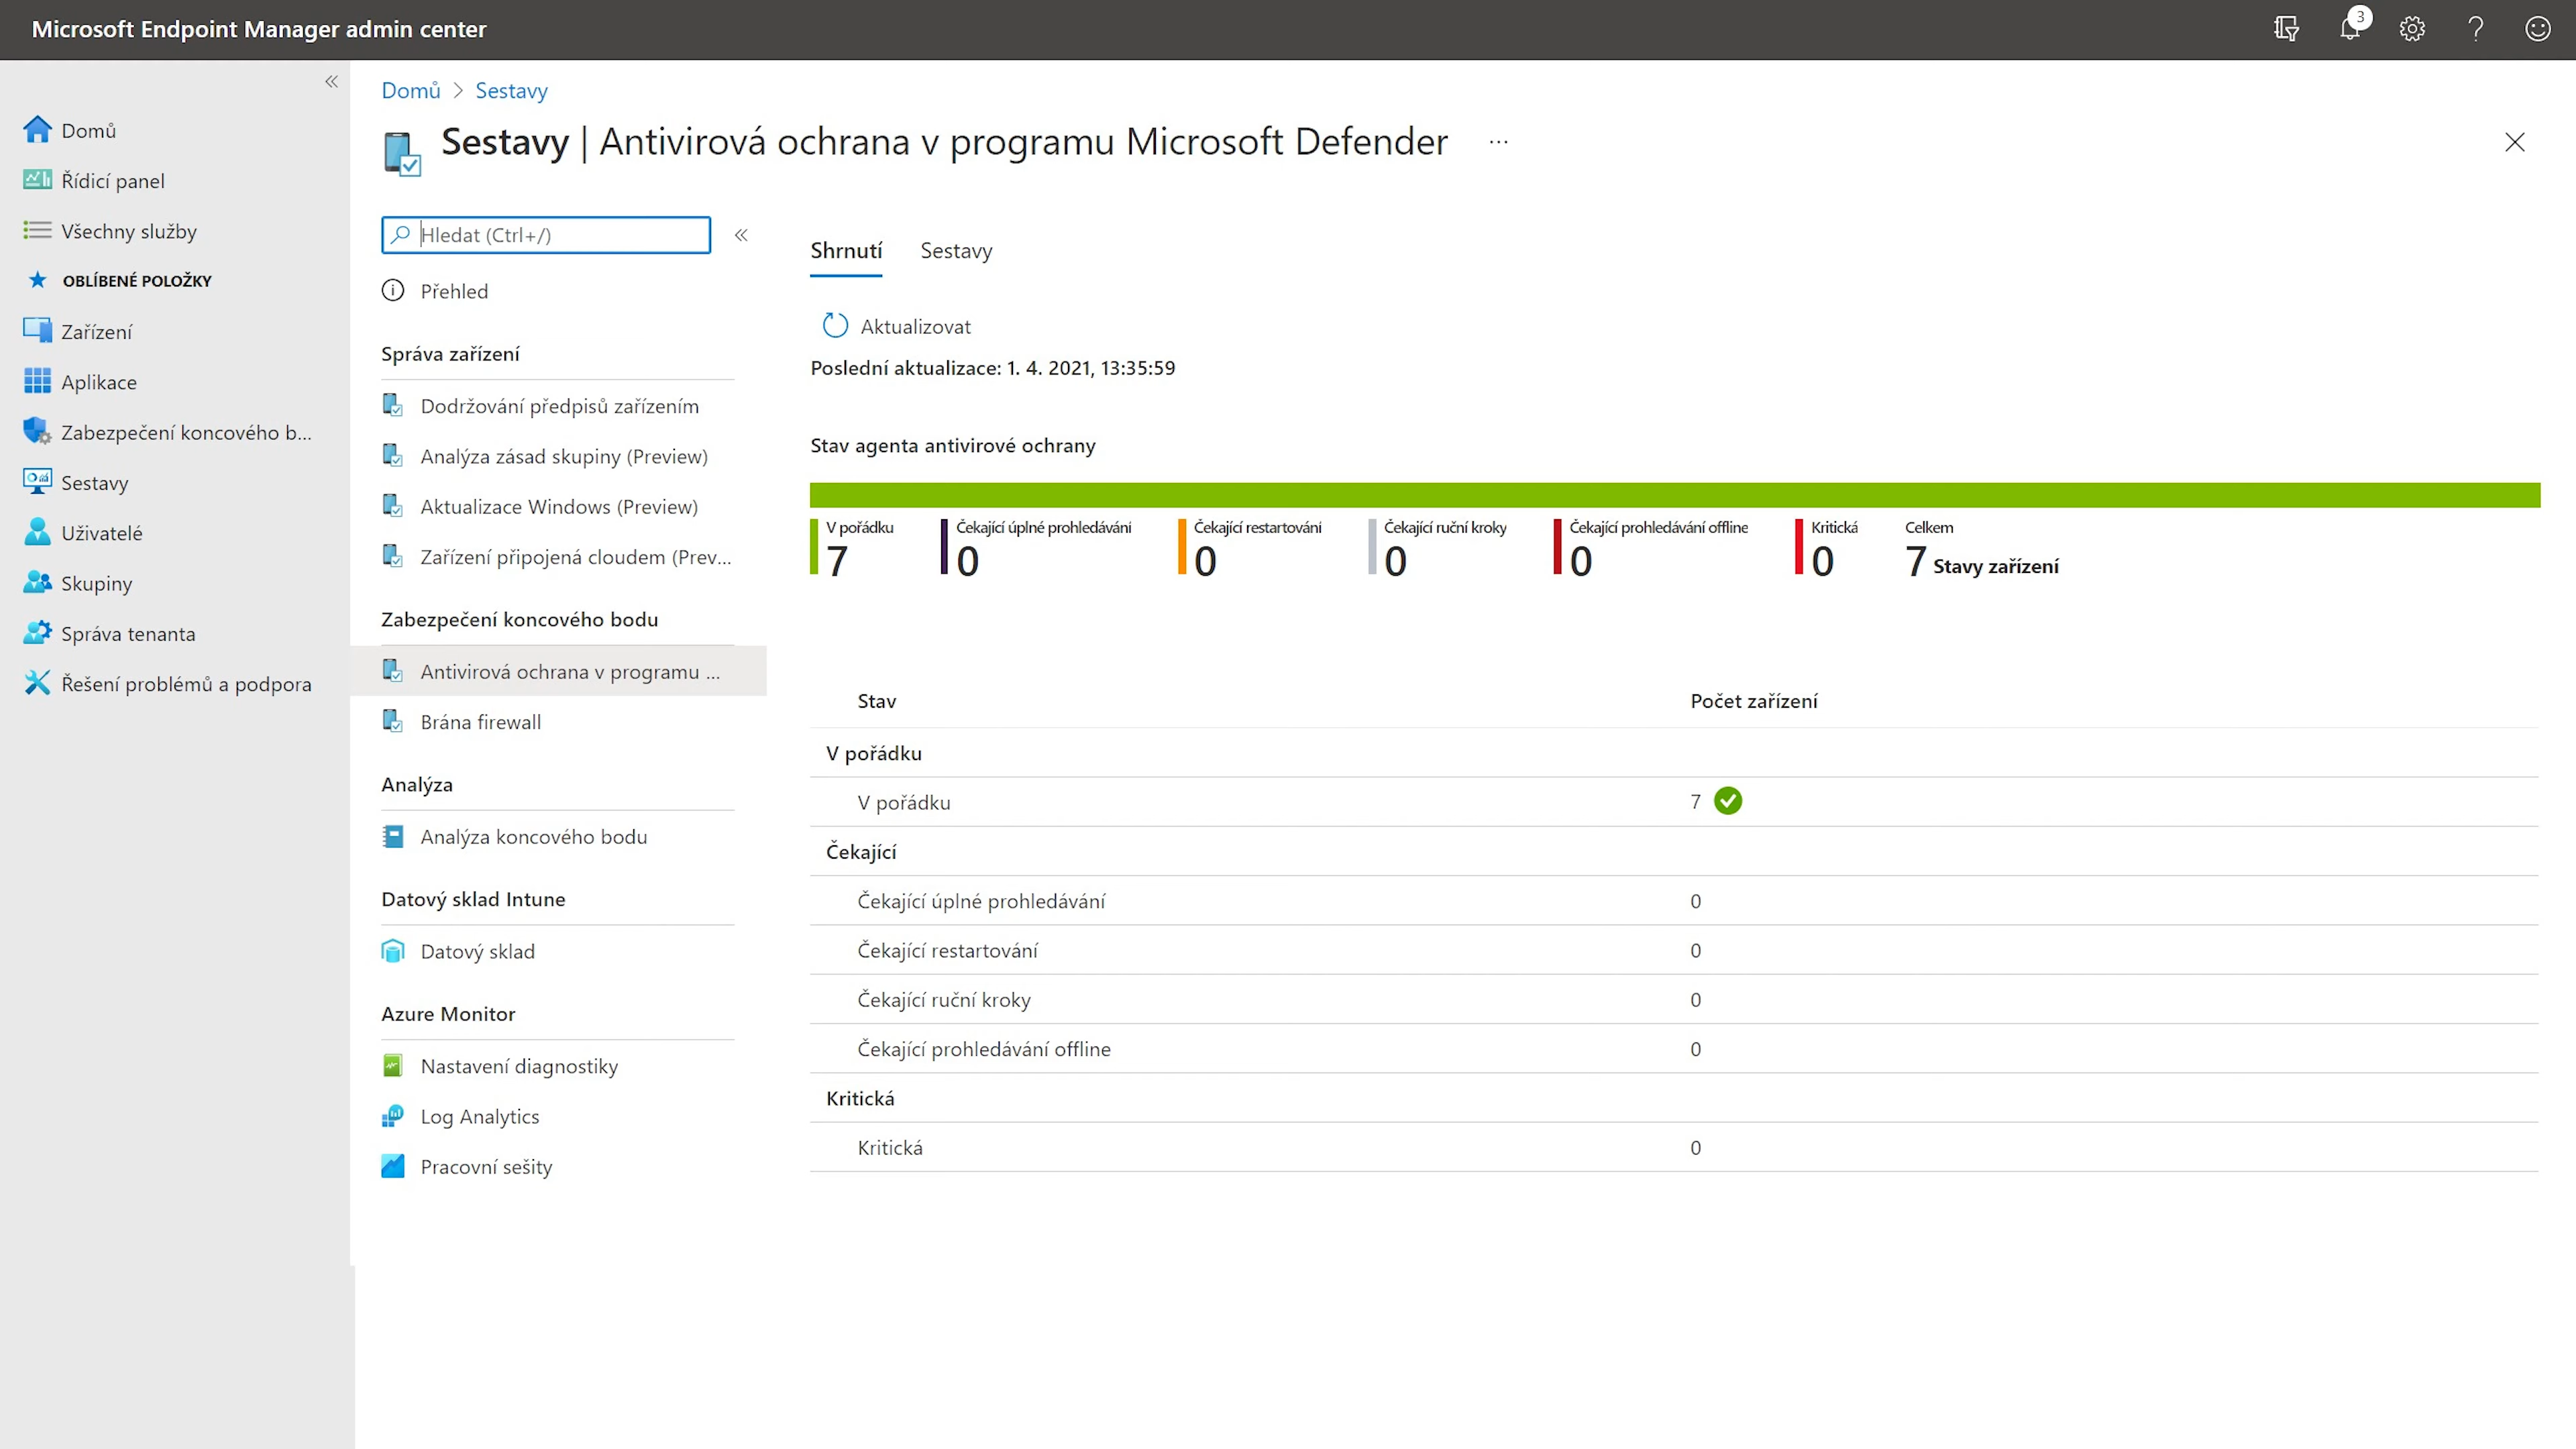 Microsoft Endpoint Manager admin center
3
Domů
Řídicí panel
Všechny služby
OBLÍBENÉ POLOŽKY
Zařízení
Aplikace
Zabezpečení koncového b...
Sestavy
Uživatelé
Skupiny
Správa tenanta
Řešení problémů a podpora
Domů > Sestavy
Sestavy | Antivirová ochrana v programu Microsoft Defender ...
Hledat (Ctrl+/)
Přehled
Správa zařízení
Dodržování předpisů zařízením
Analýza zásad skupiny (Preview)
Aktualizace Windows (Preview)
Zařízení připojená cloudem (Prev...
Zabezpečení koncového bodu
Antivirová ochrana v programu ...
Brána firewall
Analýza
Analýza koncového bodu
Datový sklad Intune
Datový sklad
Azure Monitor
Nastavení diagnostiky
Log Analytics
Pracovní sešity
Shrnutí Sestavy
Aktualizovat
Poslední aktualizace: 1. 4. 2021, 13:35:59
Stav agenta antivirové ochrany
V pořádku Čekající úplné prohledávání Čekající restartování Čekající ruční kroky Čekající prohledávání offline Kritická Celkem
7 0 0 0 0 0 7 Stavy zařízení
Stav Počet zařízení
V pořádku
V pořádku 7
Čekající
Čekající úplné prohledávání 0
Čekající restartování 0
Čekající ruční kroky 0
Čekající prohledávání offline 0
Kritická
Kritická 0